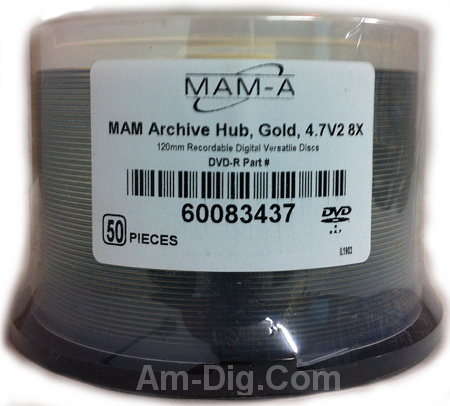 MAM-A
MAM Archive Hub, Gold, 4.7V2 8X
120mm Recordable Digital Versatile Discs
DVD-R Part #
60083437
50 PIECES
DVD
L1903
Am-Dig.Com